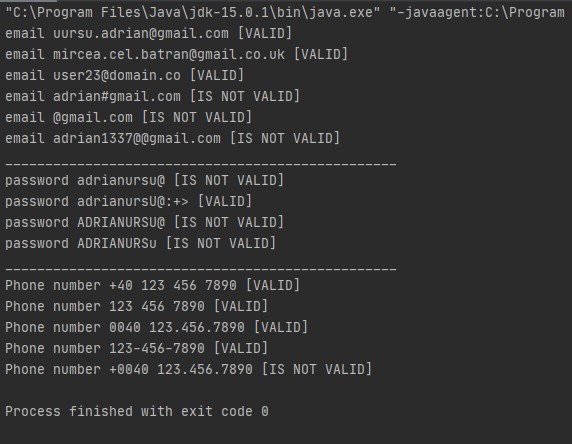 "C:\Program Files\Java\jdk-15.0.1\bin\java.exe" "-javaagent:C:\Program
email uursu.adrian@gmail.com [VALID]
email mircea.cel.batran@gmail.co.uk [VALID]
email user23@domain.co [VALID]
email adrian#gmail.com [IS NOT VALID]
email @gmail.com [IS NOT VALID]
email adrian1337@@gmail.com [IS NOT VALID]
_________________________________________________
password adrianursu@ [IS NOT VALID]
password adrianursU@:+> [VALID]
password ADRIANURSU@ [IS NOT VALID]
password ADRIANURSu [IS NOT VALID]
_________________________________________________
Phone number +40 123 456 7890 [VALID]
Phone number 123 456 7890 [VALID]
Phone number 0040 123.456.7890 [VALID]
Phone number 123-456-7890 [VALID]
Phone number +0040 123.456.7890 [IS NOT VALID]
Process finished with exit code 0